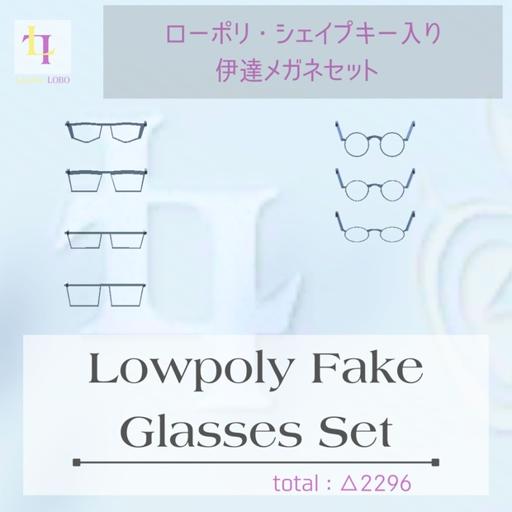 ローポリ・シェイプキー入り
伊達メガネセット
LOBO
Lowpoly Fake
Glasses Set
total : △2296